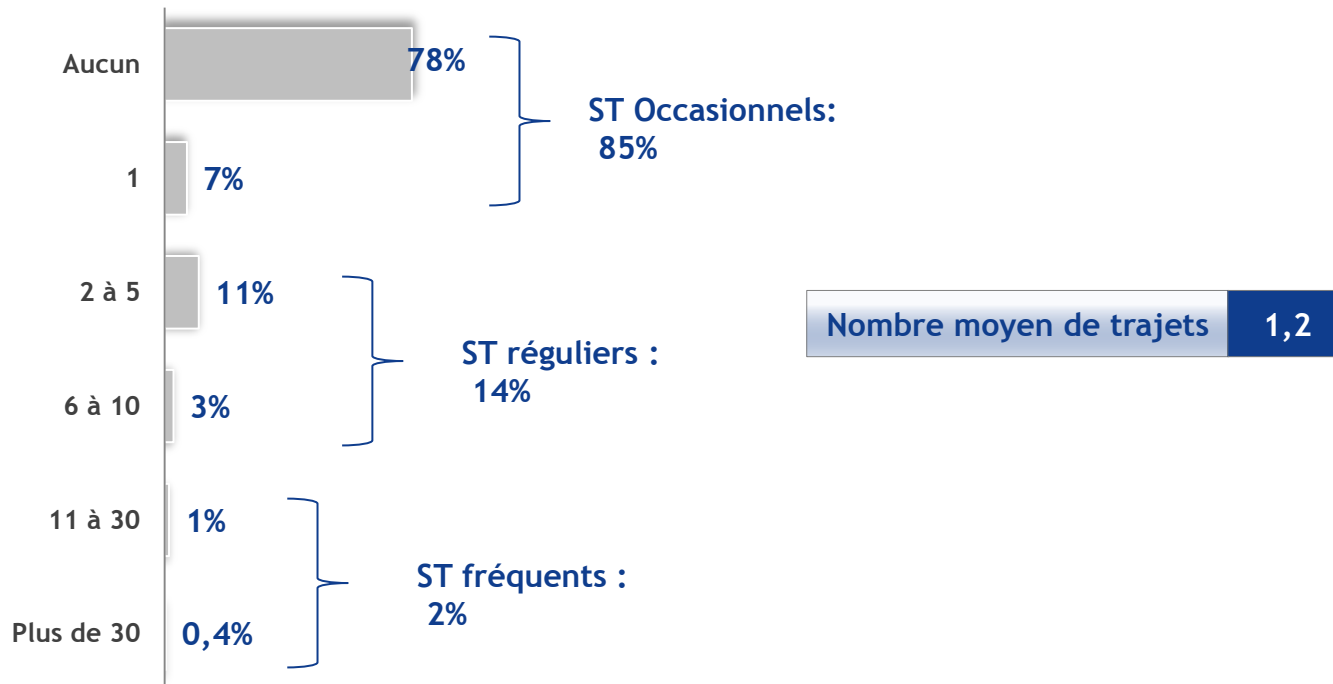 Aucun
78%
ST Occasionnels:
85%
1
7%
2 à 5
11%
ST réguliers :
14%
Nombre moyen de trajets 1,2
6 à 10
3%
11 à 30
1%
ST fréquents :
2%
Plus de 30
0,4%